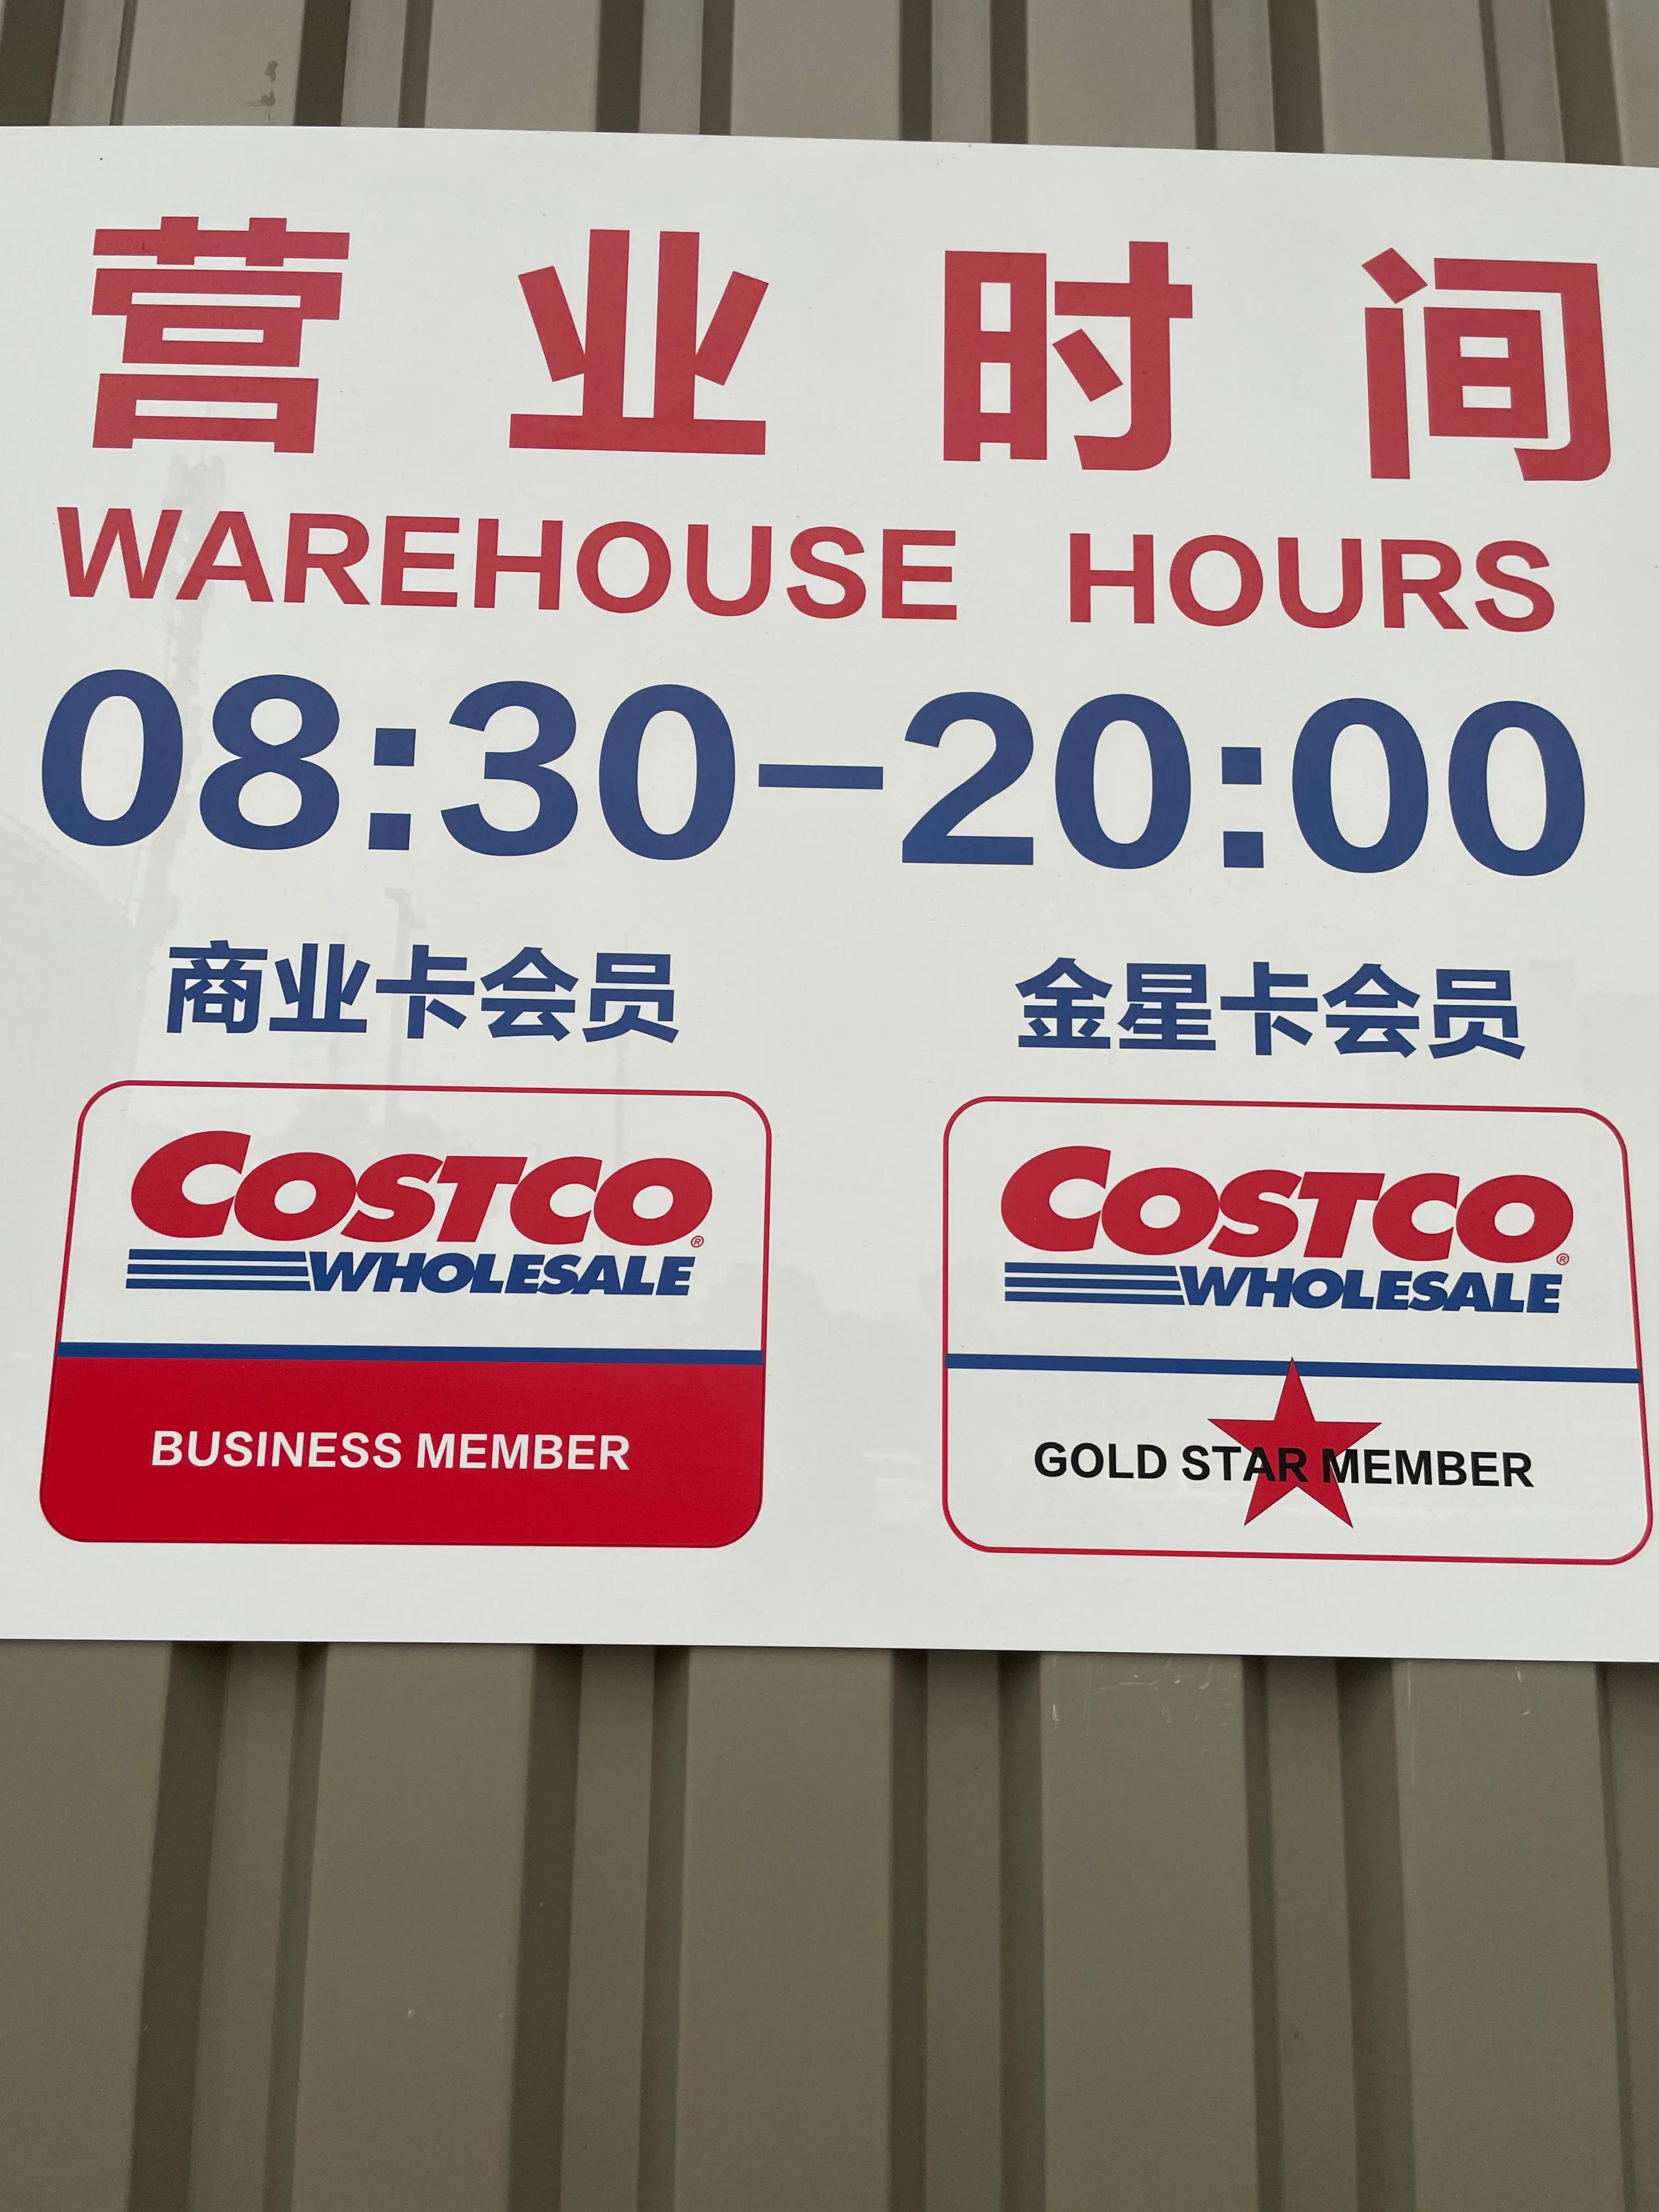 营业时间
WAREHOUSE HOURS
08:30-20:00
商业卡会员
COSTCO®
WHOLESALE
BUSINESS MEMBER
金星卡会员
COSTCO®
WHOLESALE
GOLD STAR MEMBER